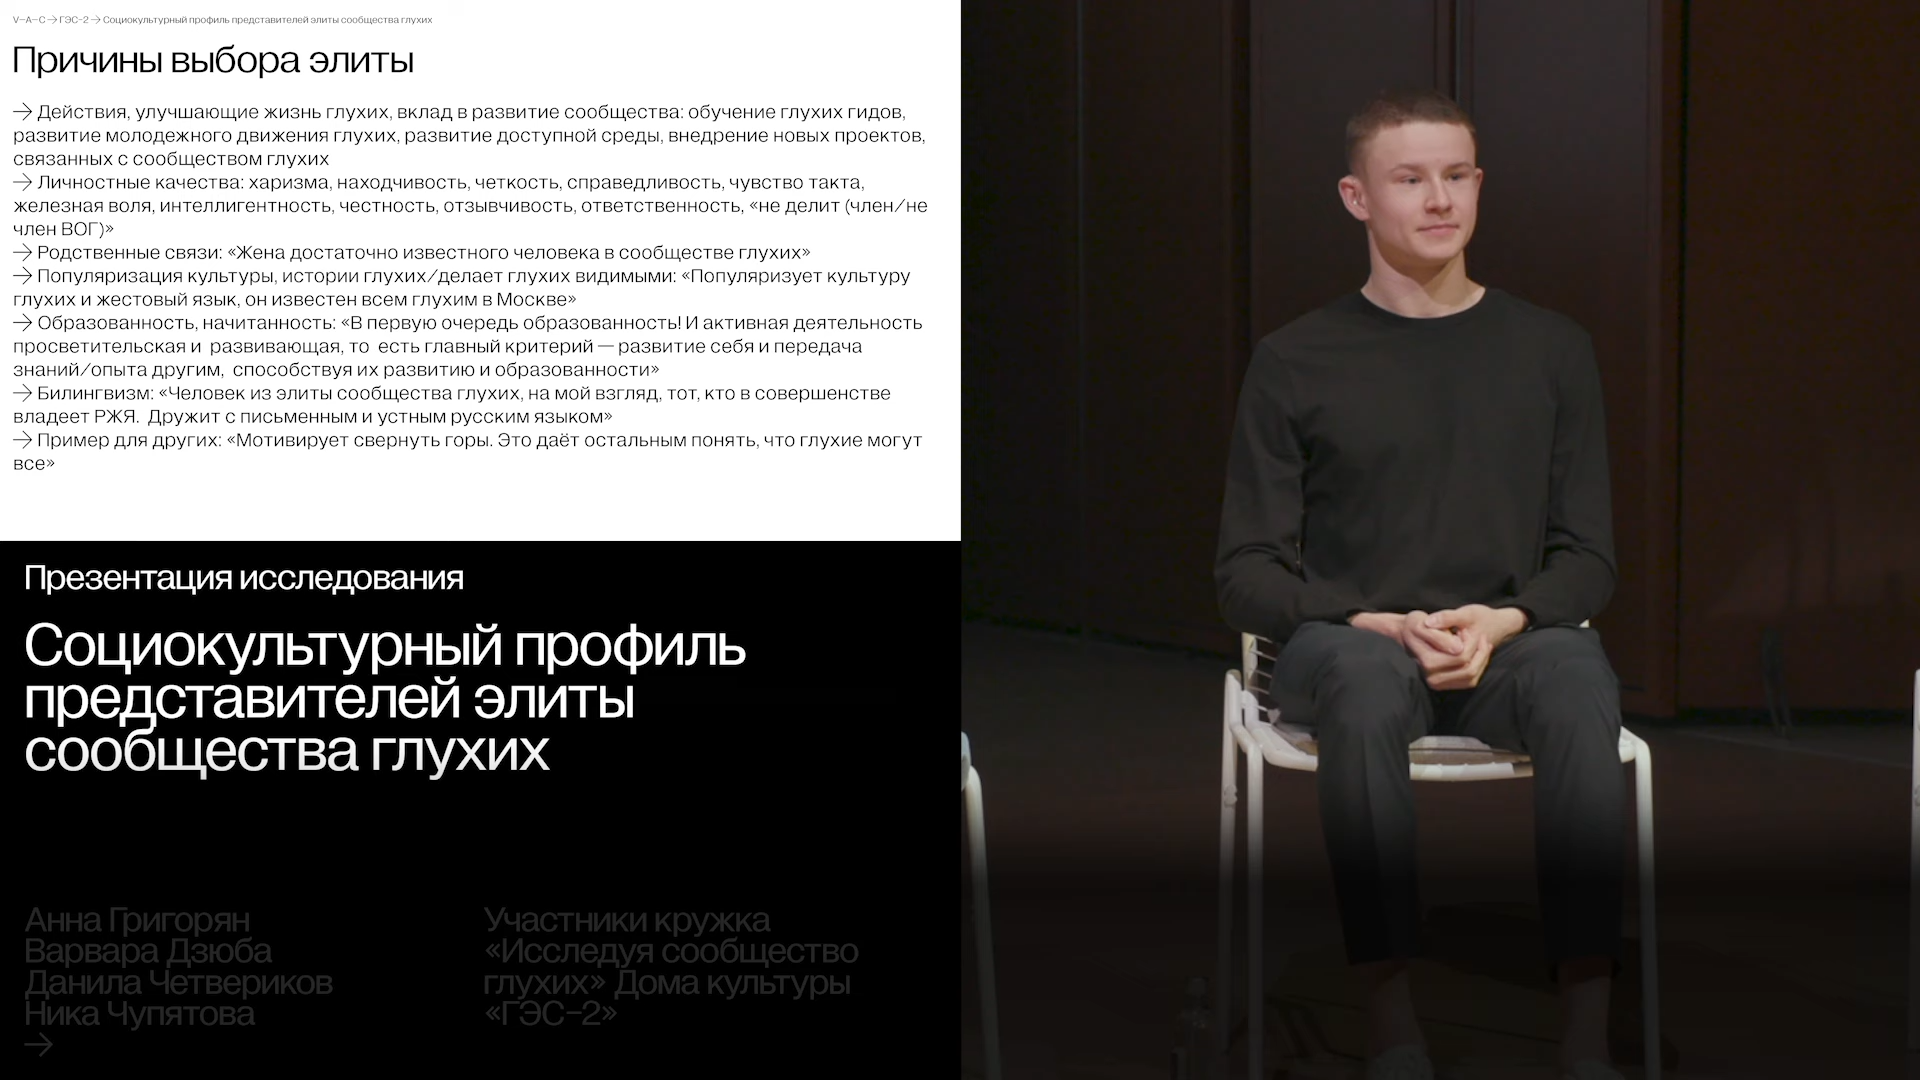 V–A–C → ГЭС-2 → Социокультурный профиль представителей элиты сообщества глухих
Причины выбора элиты
→ Действия, улучшающие жизнь глухих, вклад в развитие сообщества: обучение глухих гидов,
развитие молодежного движения глухих, развитие доступной среды, внедрение новых проектов,
связанных с сообществом глухих
→ Личностные качества: харизма, находчивость, четкость, справедливость, чувство такта,
железная воля, интеллигентность, честность, отзывчивость, ответственность, «не делит (член/не
член ВОГ)»
→ Родственные связи: «Жена достаточно известного человека в сообществе глухих»
→ Популяризация культуры, истории глухих/делает глухих видимыми: «Популяризует культуру
глухих и жестовый язык, он известен всем глухим в Москве»
→ Образованность, начитанность: «В первую очередь образованность! И активная деятельность
просветительская и развивающая, то есть главный критерий — развитие себя и передача
знаний/опыта другим, способствуя их развитию и образованности»
→ Билингвизм: «Человек из элиты сообщества глухих, на мой взгляд, тот, кто в совершенстве
владеет РЖЯ. Дружит с письменным и устным русским языком»
→ Пример для других: «Мотивирует свернуть горы. Это даёт остальным понять, что глухие могут
все»
Презентация исследования
Социокультурный профиль
представителей элиты
сообщества глухих
Анна Григорян
Варвара Дзюба
Данила Четвериков
Ника Чупятова
→
Участники кружка
«Исследуя сообщество
глухих» Дома культуры
«ГЭС-2»